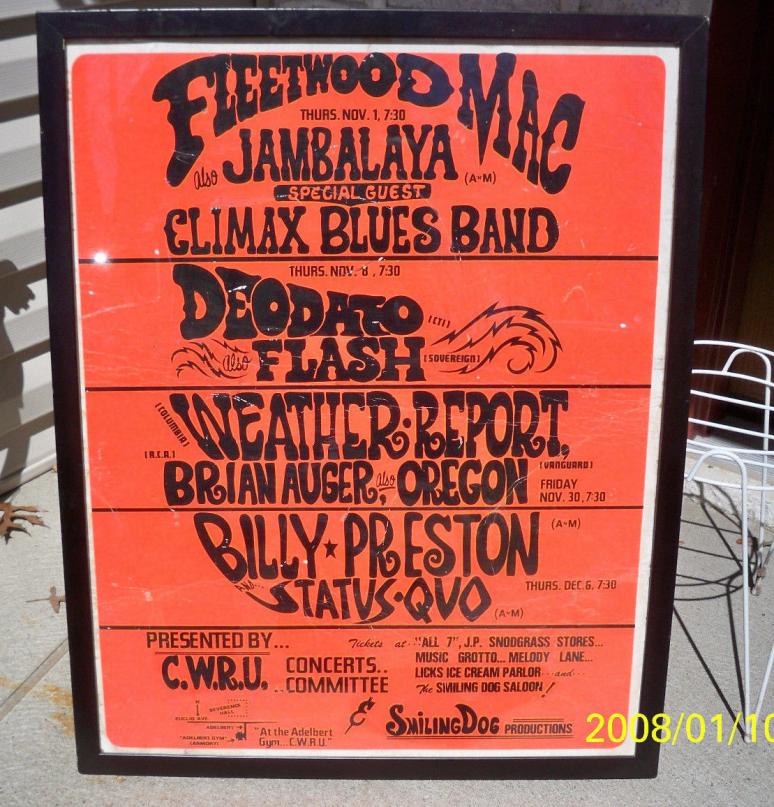 FLEETWOOD MAC
THURS. NOV. 1, 7:30
also JAMBALAYA (A&M)
SPECIAL GUEST
CLIMAX BLUES BAND
THURS. NOV. 8, 7:30
DEODATO (CTI)
also FLASH (SOVEREIGN)
(COLUMBIA) WEATHER·REPORT,
(R.C.A.) (VANGUARD)
BRIAN AUGER, also OREGON FRIDAY
NOV. 30, 7:30
BILLY★PRESTON (A-M)
AND... STATUS·QUO THURS. DEC. 6, 7:30
(A-M)
PRESENTED BY... Tickets at..."ALL 7", J.P. SNODGRASS STORES...
C.W.R.U. CONCERTS.. MUSIC GROTTO... MELODY LANE...
..COMMITTEE LICKS ICE CREAM PARLOR...and...
The SMILING DOG SALOON!
N SEVERENCE HALL
EUCLID AVE.
ADELBERT
"ADELBERT GYM" (ARMORY)
"At the Adelbert
Gym...C.W.R.U."
& SMILING DOG PRODUCTIONS
2008/01/10